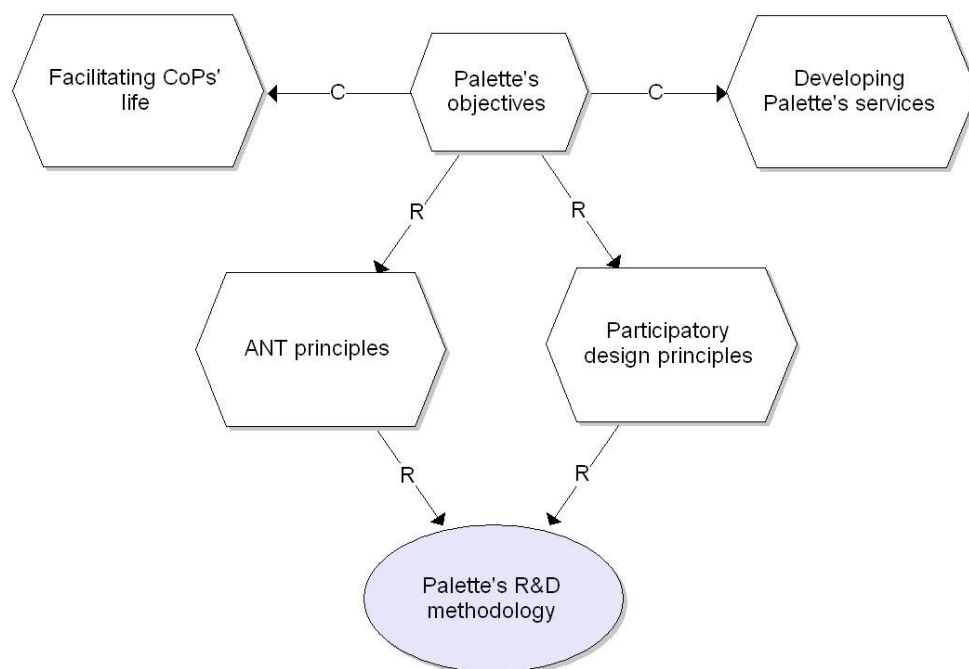 Facilitating CoPs'
life
C
Palette's
objectives
C
Developing
Palette's services
R
R
ANT principles
Participatory
design principles
R
R
Palette's R&D
methodology